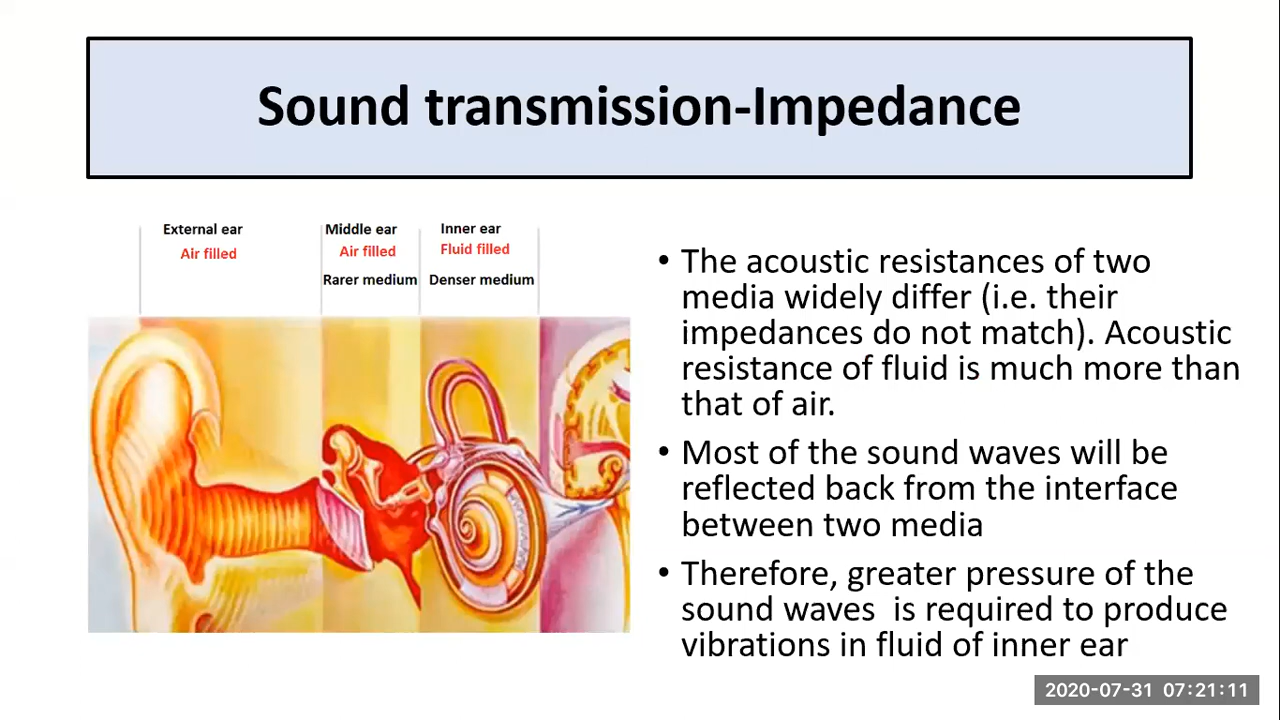 Sound transmission-Impedance
External ear
Air filled
Middle ear
Air filled
Rarer medium
Inner ear
Fluid filled
Denser medium
• The acoustic resistances of two
media widely differ (i.e. their
impedances do not match). Acoustic
resistance of fluid is much more than
that of air.
• Most of the sound waves will be
reflected back from the interface
between two media
• Therefore, greater pressure of the
sound waves  is required to produce
vibrations in fluid of inner ear
2020-07-31 07:21:11